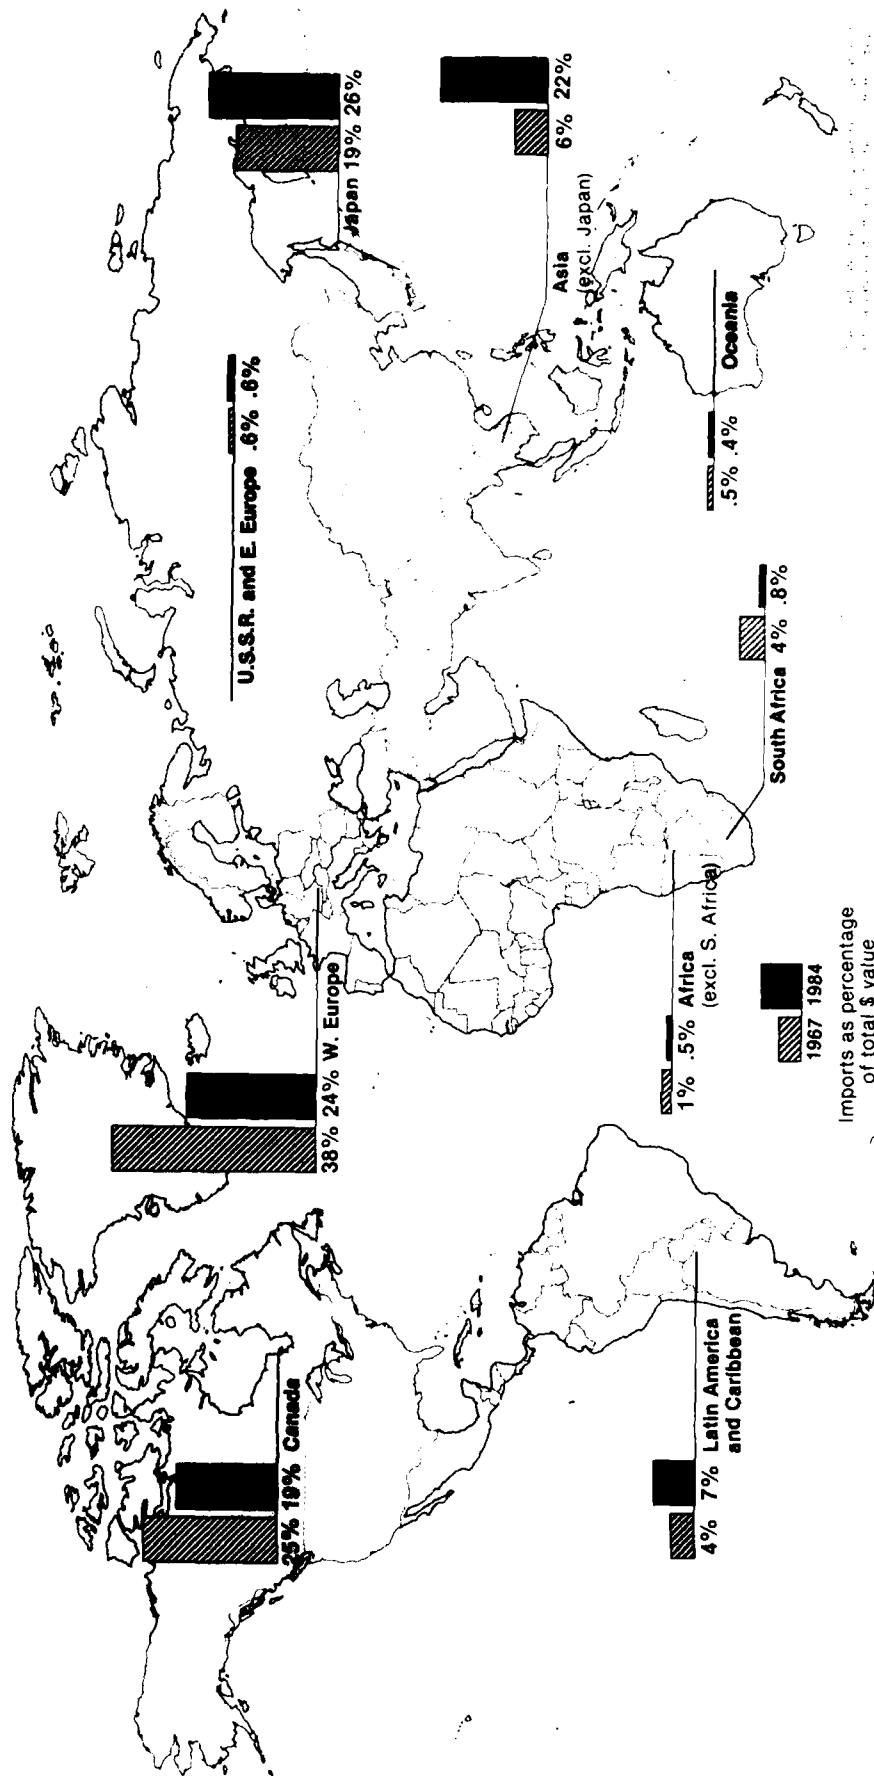 25% 19% Canada
38% 24% W. Europe
U.S.S.R. and E. Europe .6% .6%
Japan 19% 26%
6% 22%
Asia
(excl. Japan)
4% 7% Latin America
and Caribbean
1% .5% Africa
(excl. S. Africa)
South Africa 4% .8%
.5% .4% Oceania
1967 1984
Imports as percentage
of total $ value